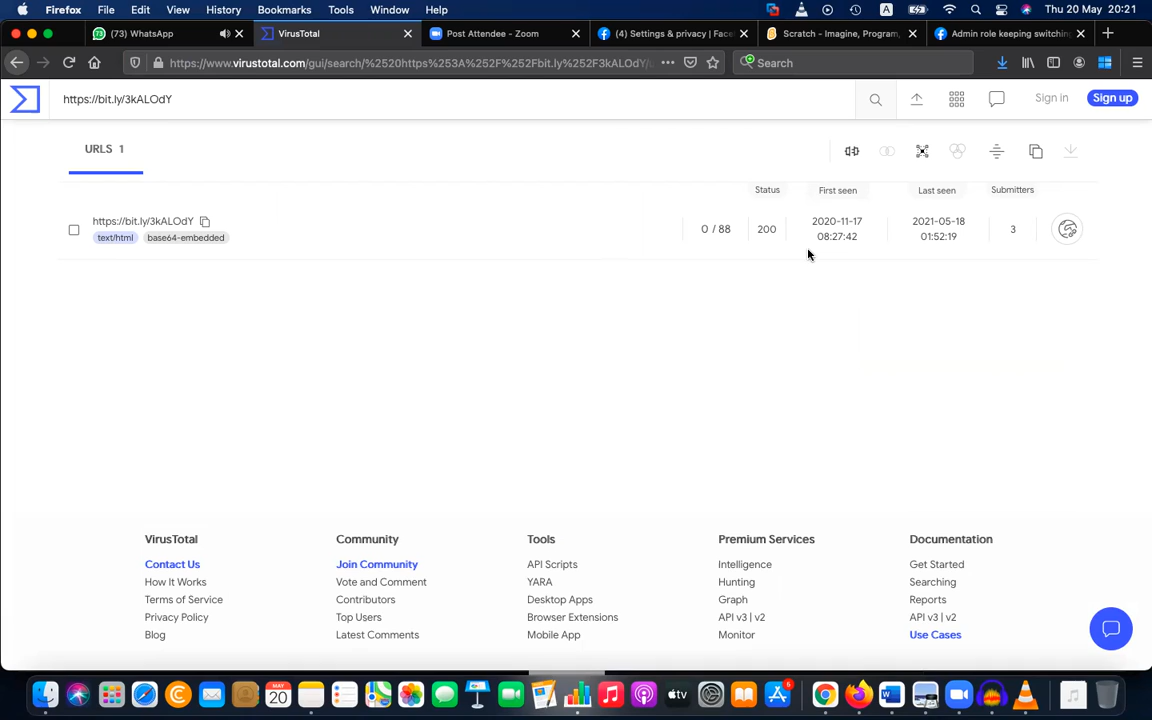 Firefox File Edit View History Bookmarks Tools Window Help A Thu 20 May 20:21
(73) WhatsApp VirusTotal Post Attendee - Zoom (4) Settings & privacy | Face Scratch - Imagine, Program, Admin role keeping switching
https://www.virustotal.com/gui/search/%2520https%253A%252F%252Fbit.ly%252F3kALOdY/ Search
https://bit.ly/3kALOdY Sign in Sign up
URLS 1
Status First seen Last seen Submitters
https://bit.ly/3kALOdY 0 / 88 200 2020-11-17 2021-05-18 3
text/html base64-embedded 08:27:42 01:52:19
VirusTotal Community Tools Premium Services Documentation
Contact Us Join Community API Scripts Intelligence Get Started
How It Works Vote and Comment YARA Hunting Searching
Terms of Service Contributors Desktop Apps Graph Reports
Privacy Policy Top Users Browser Extensions API v3 | v2 API v3 | v2
Blog Latest Comments Mobile App Monitor Use Cases
MAY 20 tv 5